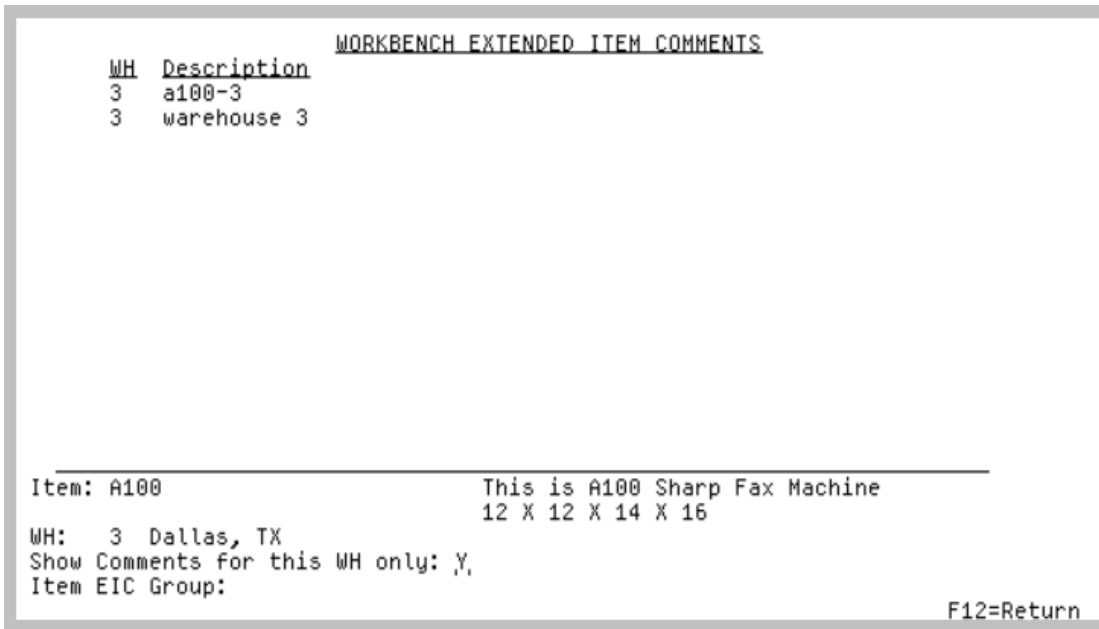 WORKBENCH EXTENDED ITEM COMMENTS
WH Description
3 a100-3
3 warehouse 3
Item: A100 This is A100 Sharp Fax Machine
12 X 12 X 14 X 16
WH: 3 Dallas, TX
Show Comments for this WH only: Y
Item EIC Group:
F12=Return